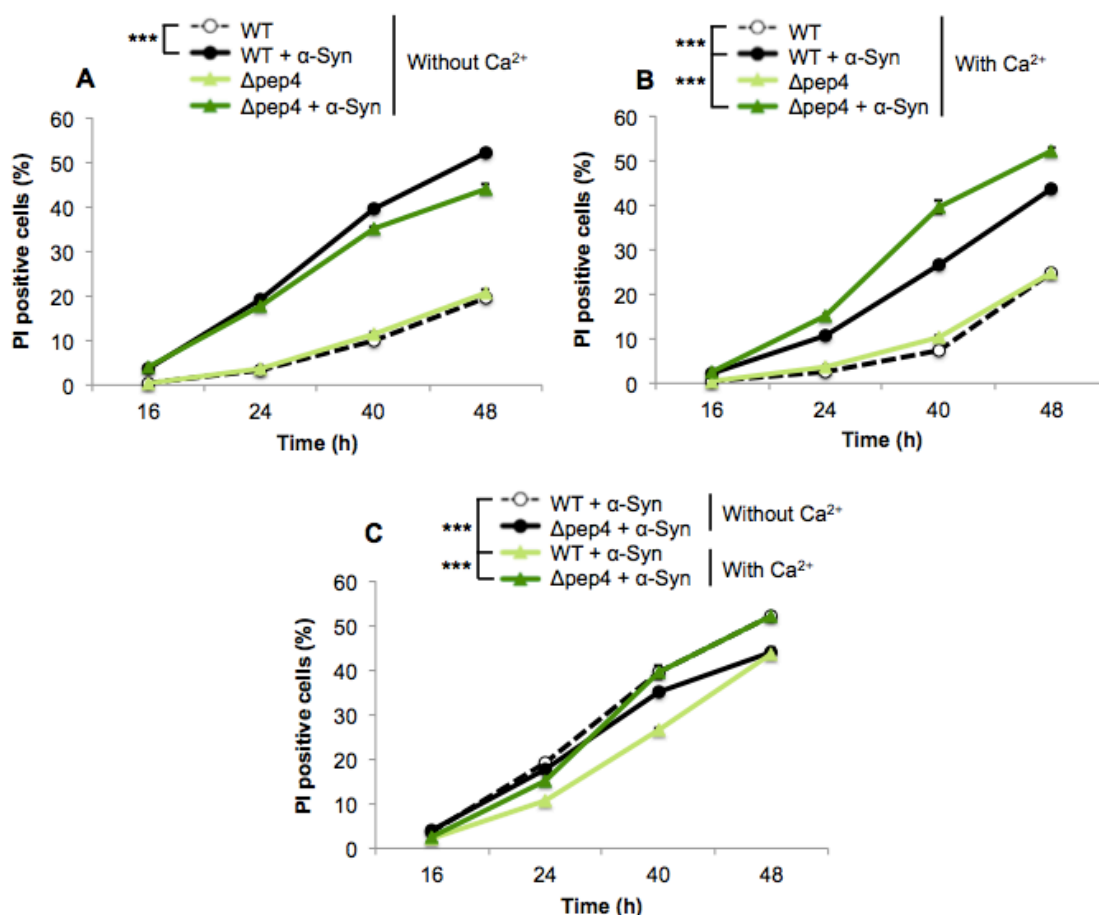 A
***
WT
WT + α-Syn
Δpep4
Δpep4 + α-Syn
Without Ca²⁺
PI positive cells (%)
60
50
40
30
20
10
0
16 24 40 48
Time (h)
B
***
***
WT
WT + α-Syn
Δpep4
Δpep4 + α-Syn
With Ca²⁺
PI positive cells (%)
60
50
40
30
20
10
0
16 24 40 48
Time (h)
C
***
***
WT + α-Syn
Δpep4 + α-Syn
WT + α-Syn
Δpep4 + α-Syn
Without Ca²⁺
With Ca²⁺
PI positive cells (%)
60
50
40
30
20
10
0
16 24 40 48
Time (h)